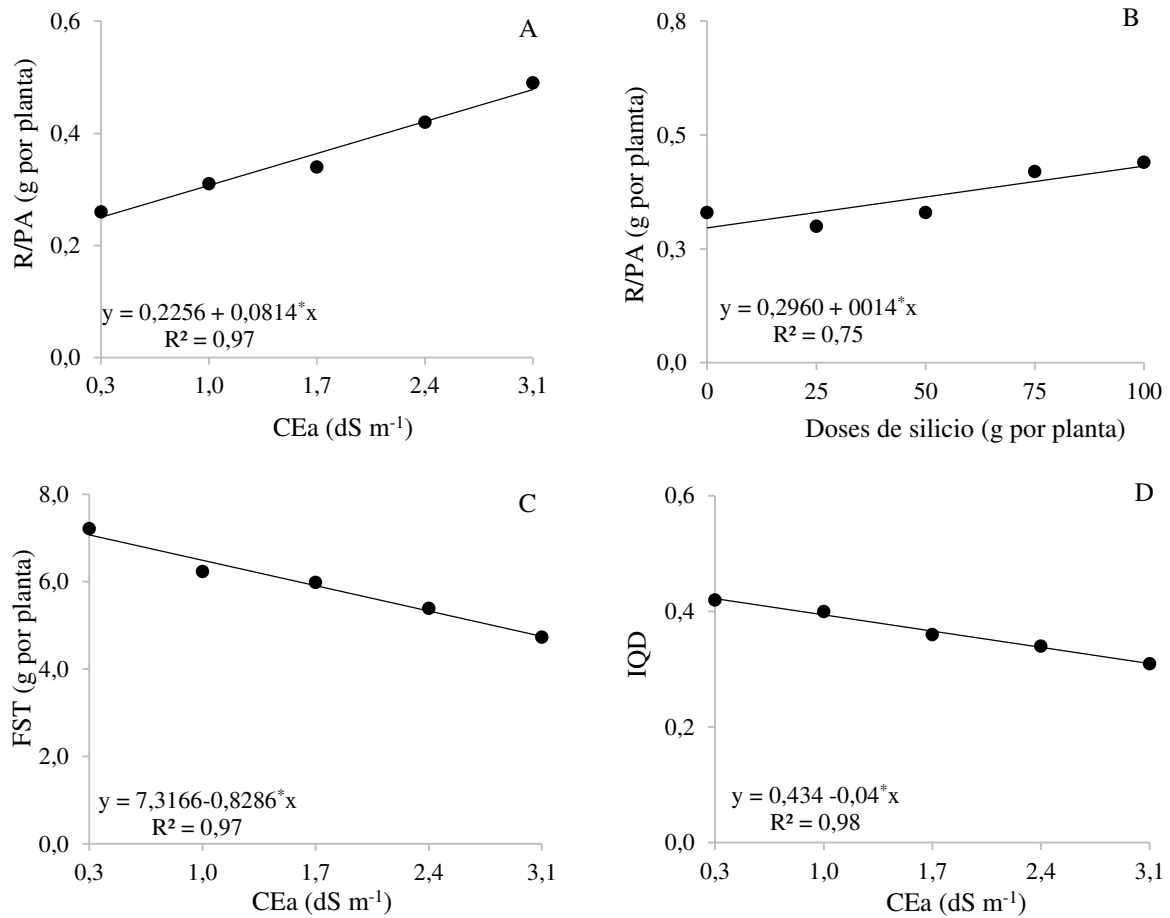 A
R/PA (g por planta)
0,6
0,4
0,2
0,0
y = 0,2256 + 0,0814*x
R² = 0,97
0,3 1,0 1,7 2,4 3,1
CEa (dS m⁻¹)
B
R/PA (g por plamta)
0,8
0,5
0,3
0,0
y = 0,2960 + 0014*x
R² = 0,75
0 25 50 75 100
Doses de silicio (g por planta)
C
FST (g por planta)
8,0
6,0
4,0
2,0
0,0
y = 7,3166-0,8286*x
R² = 0,97
0,3 1,0 1,7 2,4 3,1
CEa (dS m⁻¹)
D
IQD
0,6
0,4
0,2
0,0
y = 0,434 -0,04*x
R² = 0,98
0,3 1,0 1,7 2,4 3,1
CEa (dS m⁻¹)